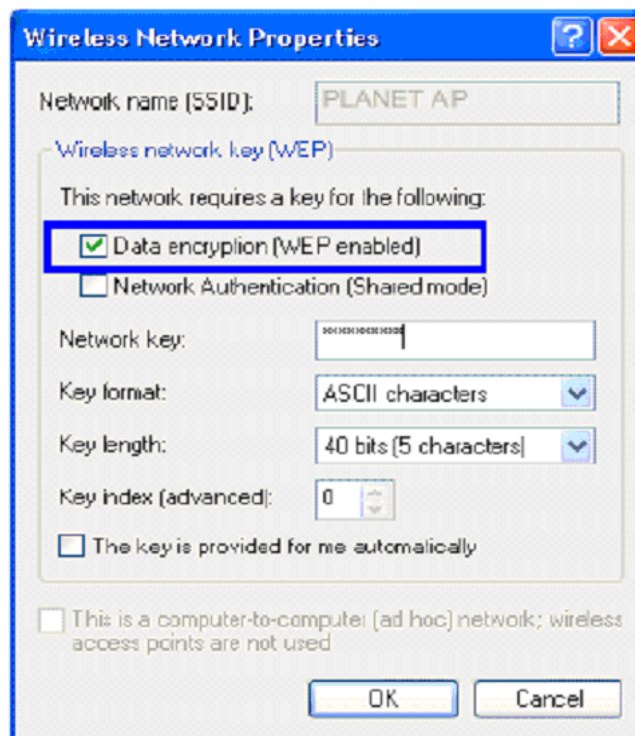 Wireless Network Properties
Network name (SSID): PLANET AP
Wireless network key (WEP)
This network requires a key for the following:
Data encryption (WEP enabled)
Network Authentication (Shared mode)
Network key: **********
Key format: ASCII characters
Key length: 40 bits (5 characters)
Key index (advanced): 0
The key is provided for me automatically
This is a computer-to-computer (ad hoc) network; wireless
access points are not used
OK Cancel